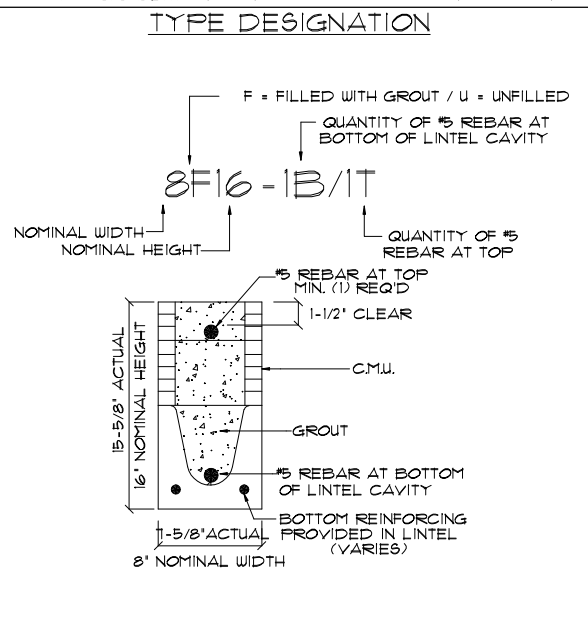 TYPE DESIGNATION
F = FILLED WITH GROUT / U = UNFILLED
QUANTITY OF #5 REBAR AT
BOTTOM OF LINTEL CAVITY
8F16 - 1B/1T
NOMINAL WIDTH
NOMINAL HEIGHT
QUANTITY OF #5
REBAR AT TOP
#5 REBAR AT TOP
MIN. (1) REQ'D
1-1/2" CLEAR
15-5/8" ACTUAL
16" NOMINAL HEIGHT
C.M.U.
GROUT
#5 REBAR AT BOTTOM
OF LINTEL CAVITY
BOTTOM REINFORCING
PROVIDED IN LINTEL
(VARIES)
7-5/8" ACTUAL
8" NOMINAL WIDTH